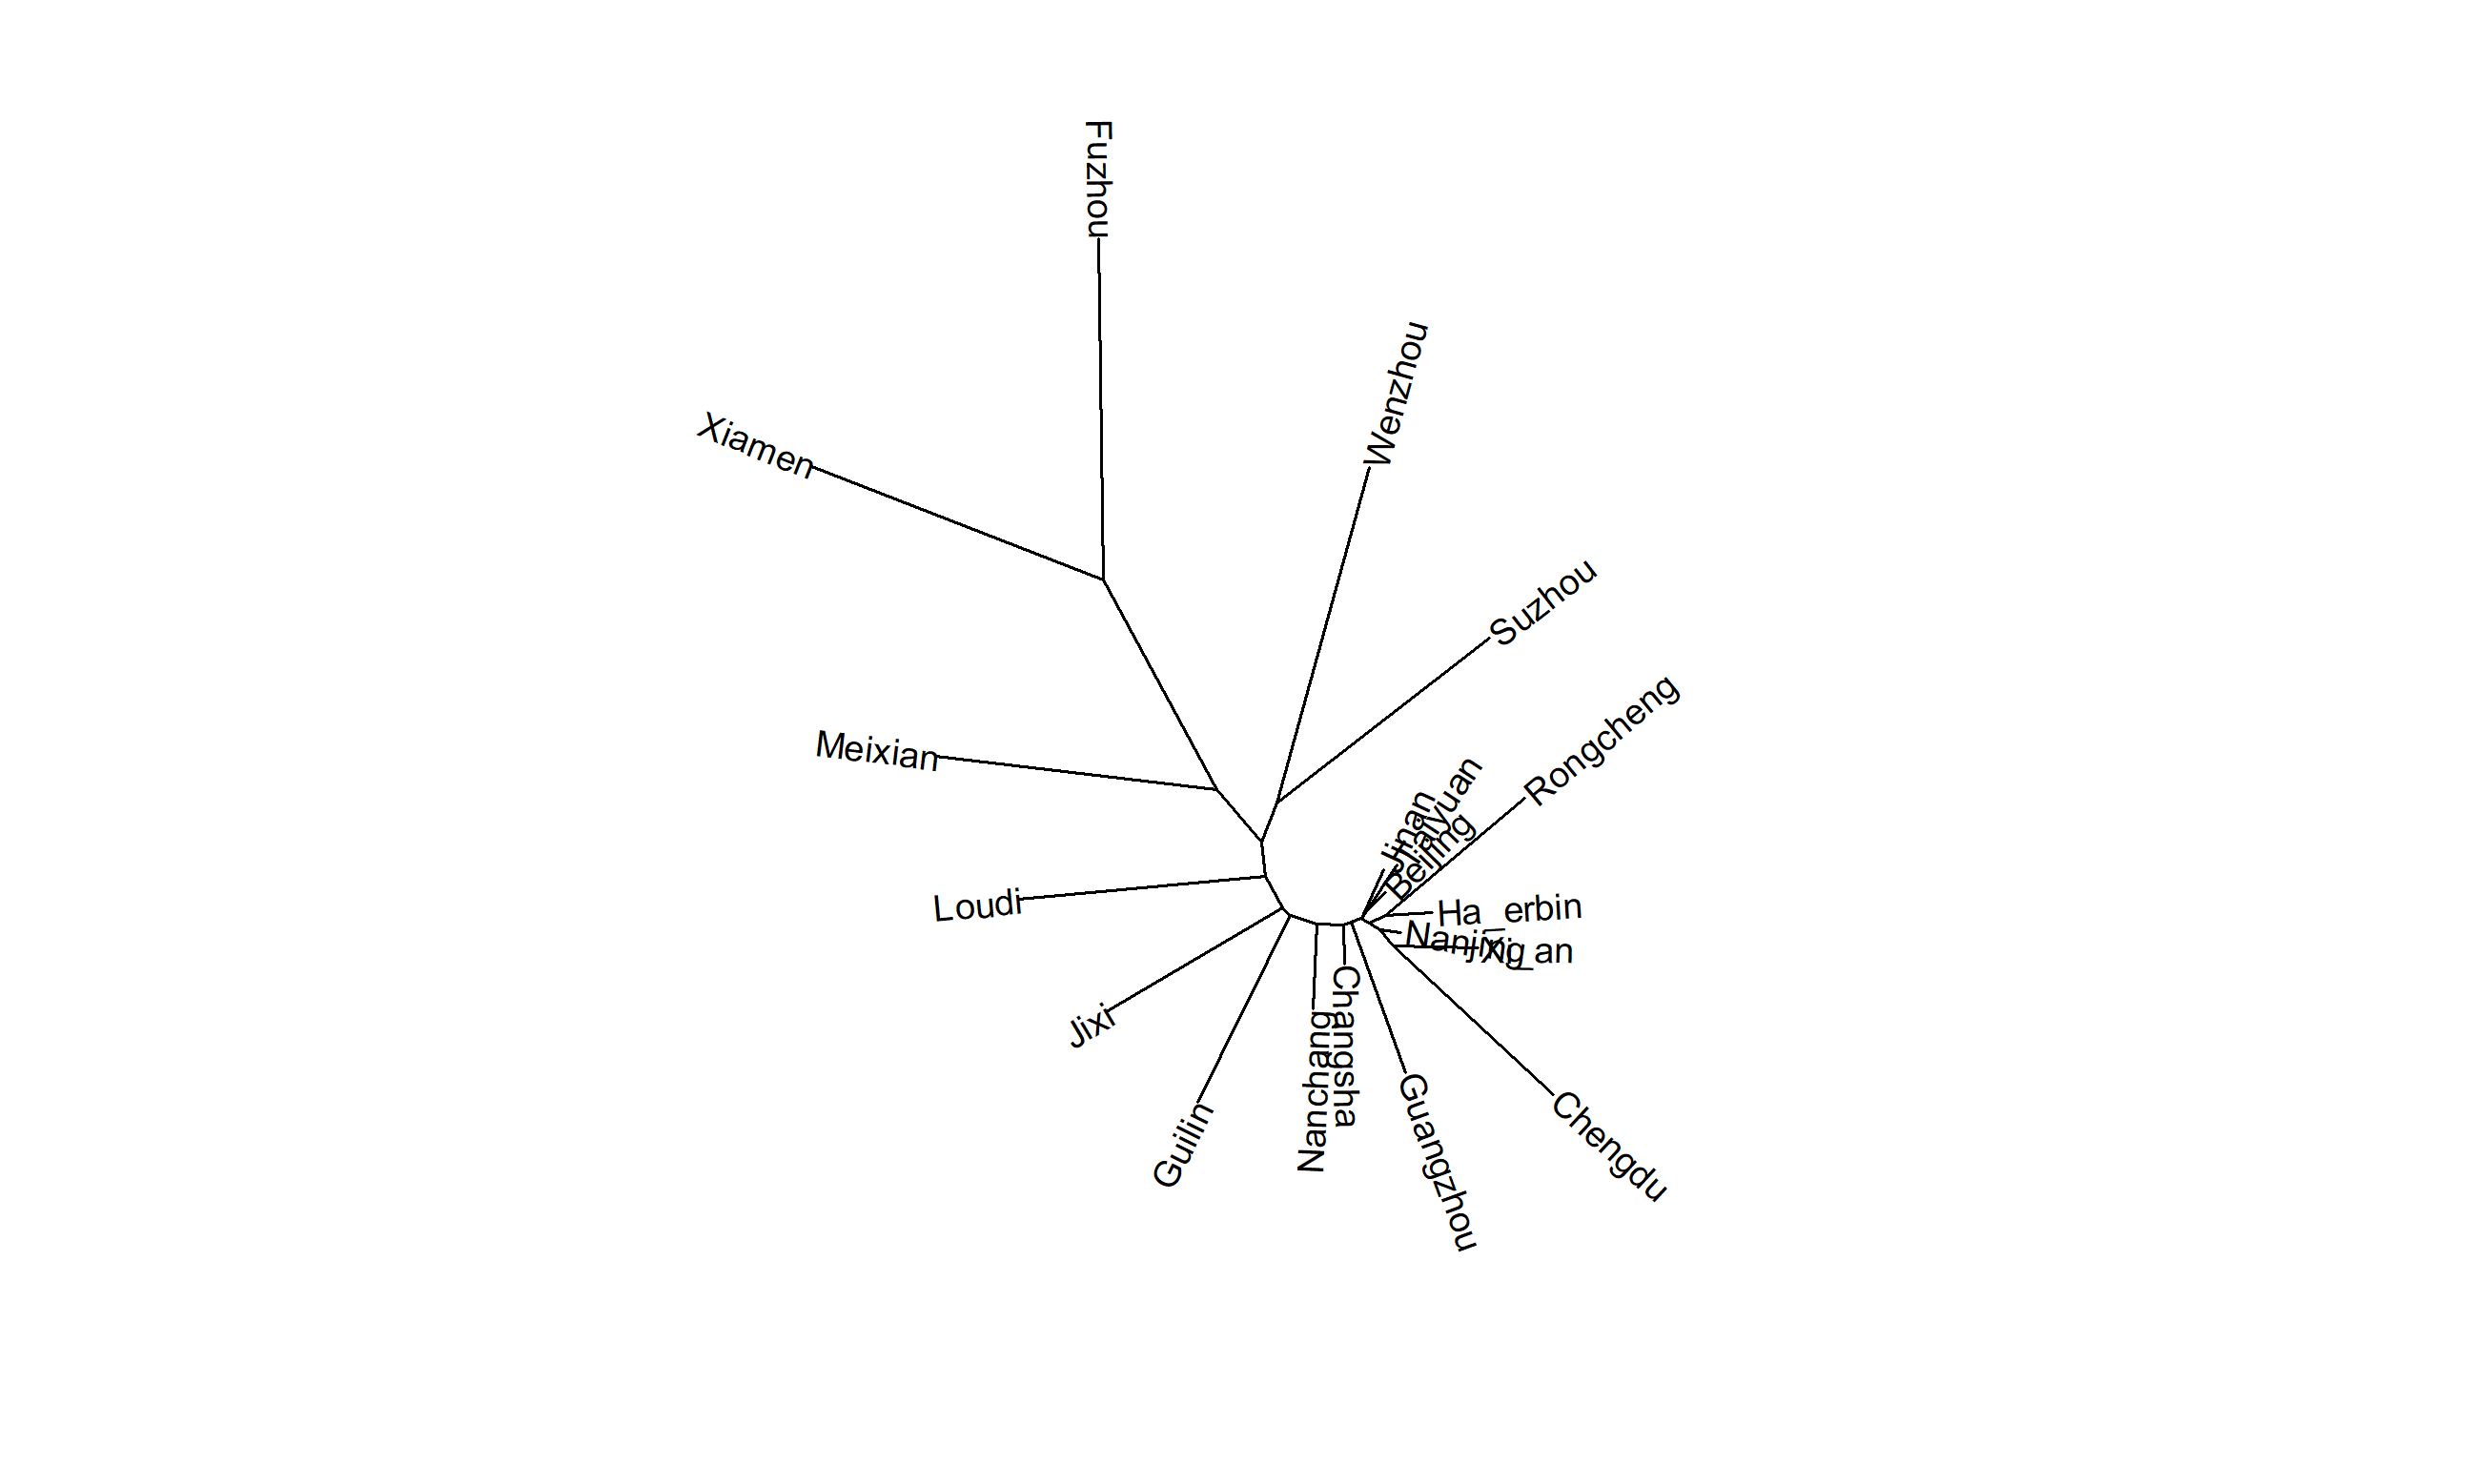 Fuzhou
Wenzhou
Xiamen
Suzhou
Rongcheng
Meixian
Jinan
Taiyuan
Beijing
Loudi
Ha_erbin
Nanjing
Xi_an
Jixi
Changsha
Nanchang
Guilin
Guangzhou
Chengdu